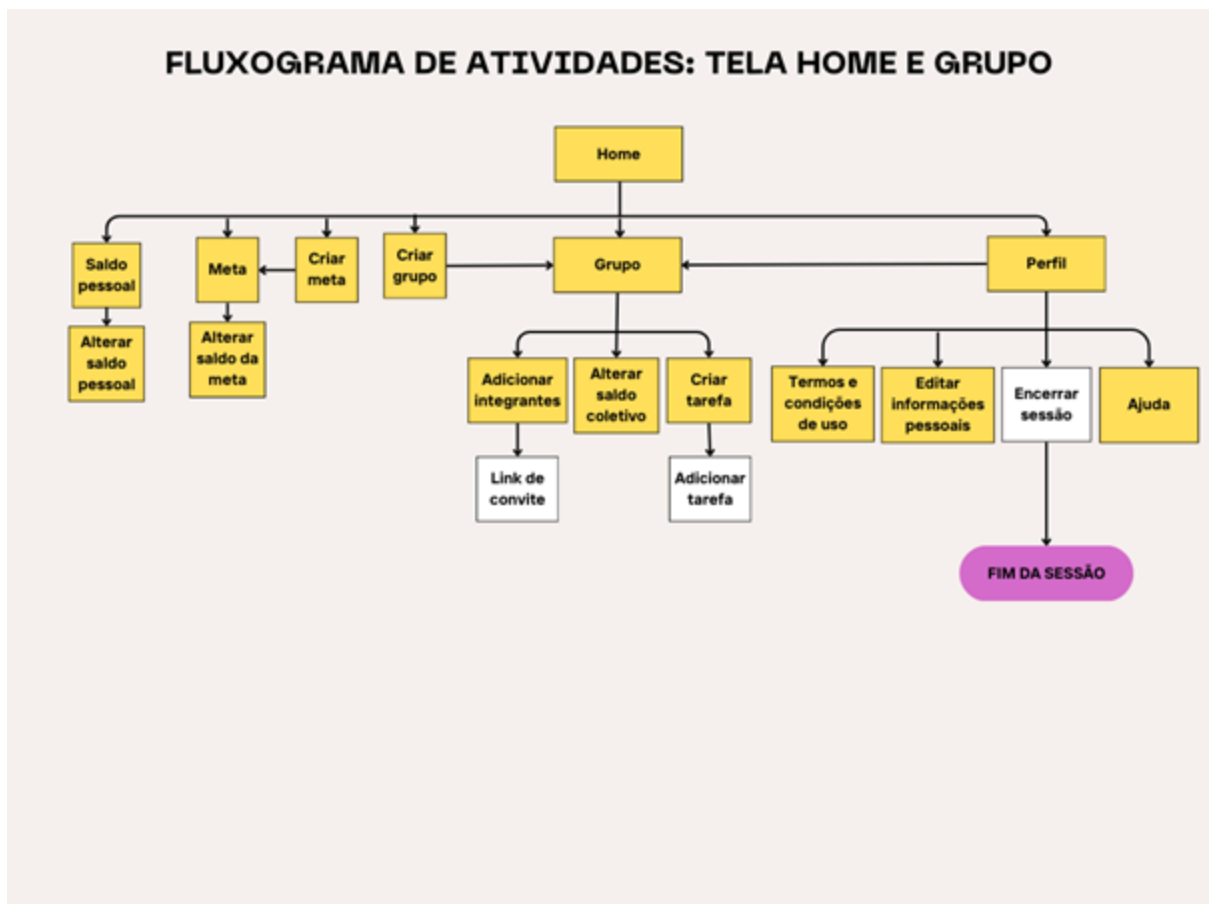 FLUXOGRAMA DE ATIVIDADES: TELA HOME E GRUPO
Home
Saldo
pessoal
Meta
Criar
meta
Criar
grupo
Grupo
Perfil
Alterar
saldo
pessoal
Alterar
saldo da
meta
Adicionar
integrantes
Alterar
saldo
coletivo
Criar
tarefa
Termos e
condições
de uso
Editar
informações
pessoais
Encerrar
sessão
Ajuda
Link de
convite
Adicionar
tarefa
FIM DA SESSÃO